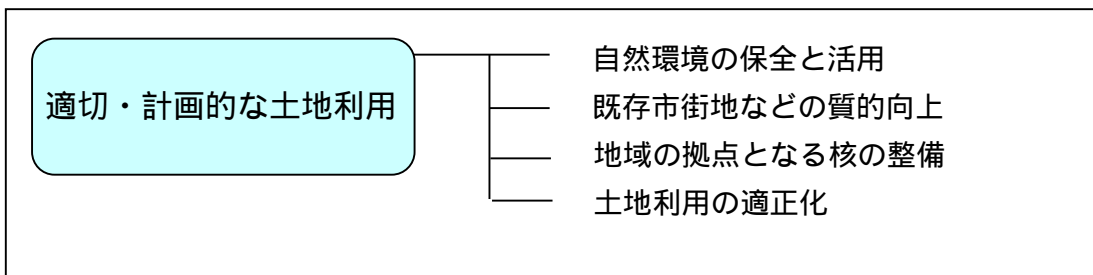 適切・計画的な土地利用
自然環境の保全と活用
既存市街地などの質的向上
地域の拠点となる核の整備
土地利用の適正化